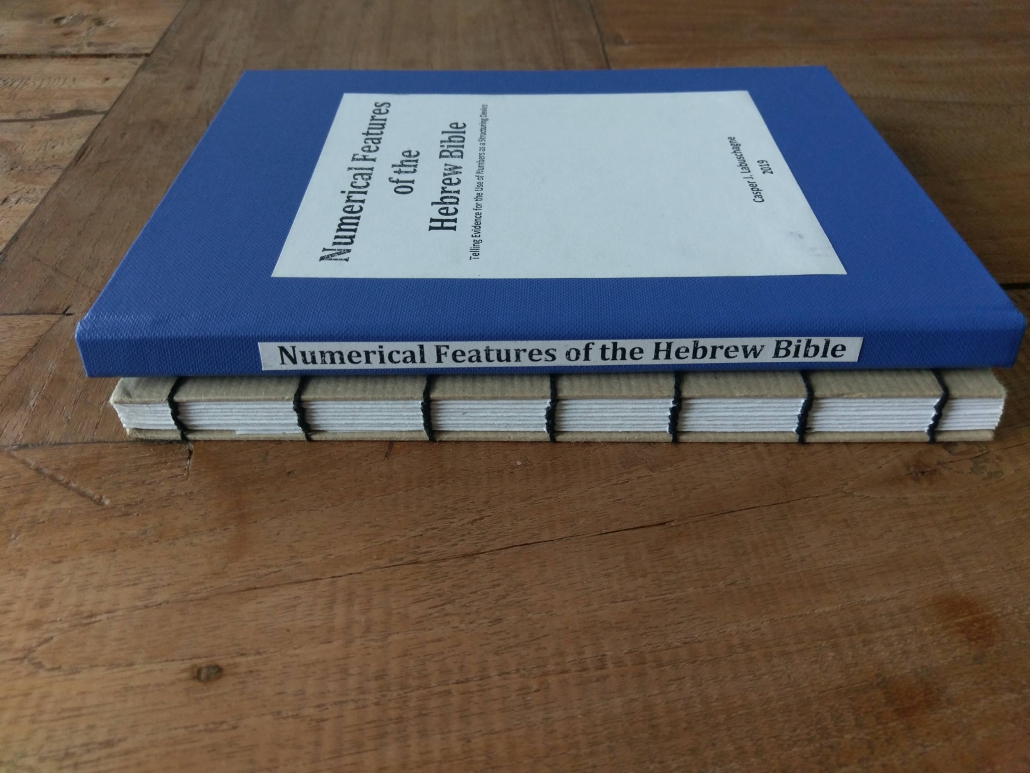 Numerical Features
of the
Hebrew Bible
Telling Evidence for the Use of Numbers as a Structuring Device
Casper J. Labuschagne
2019
Numerical Features of the Hebrew Bible